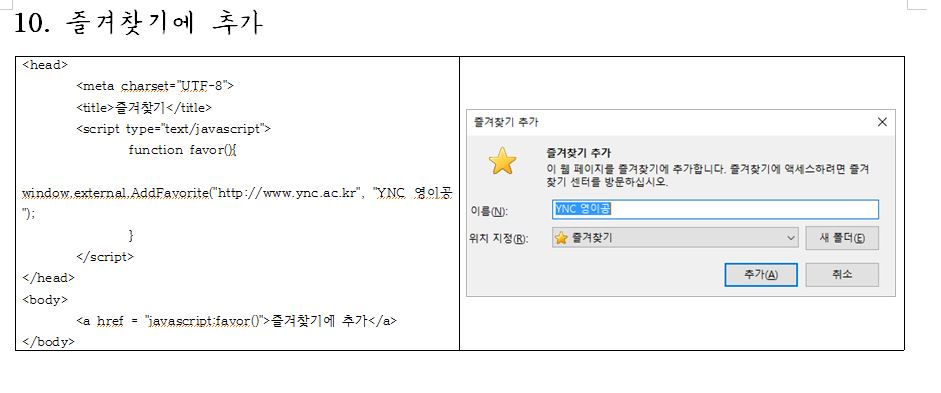 10. 즐겨찾기에 추가
<head>
<meta charset="UTF-8">
<title>즐겨찾기</title>
<script type="text/javascript">
function favor(){
window.external.AddFavorite("http://www.ync.ac.kr", "YNC 영이공
");
}
</script>
</head>
<body>
<a href = "javascript:favor()">즐겨찾기에 추가</a>
</body>
즐겨찾기 추가
즐겨찾기 추가
이 웹 페이지를 즐겨찾기에 추가합니다. 즐겨찾기에 액세스하려면 즐겨
찾기 센터를 방문하십시오.
이름(N): YNC 영이공
위치 지정(R): 즐겨찾기 새 폴더(E)
추가(A) 취소